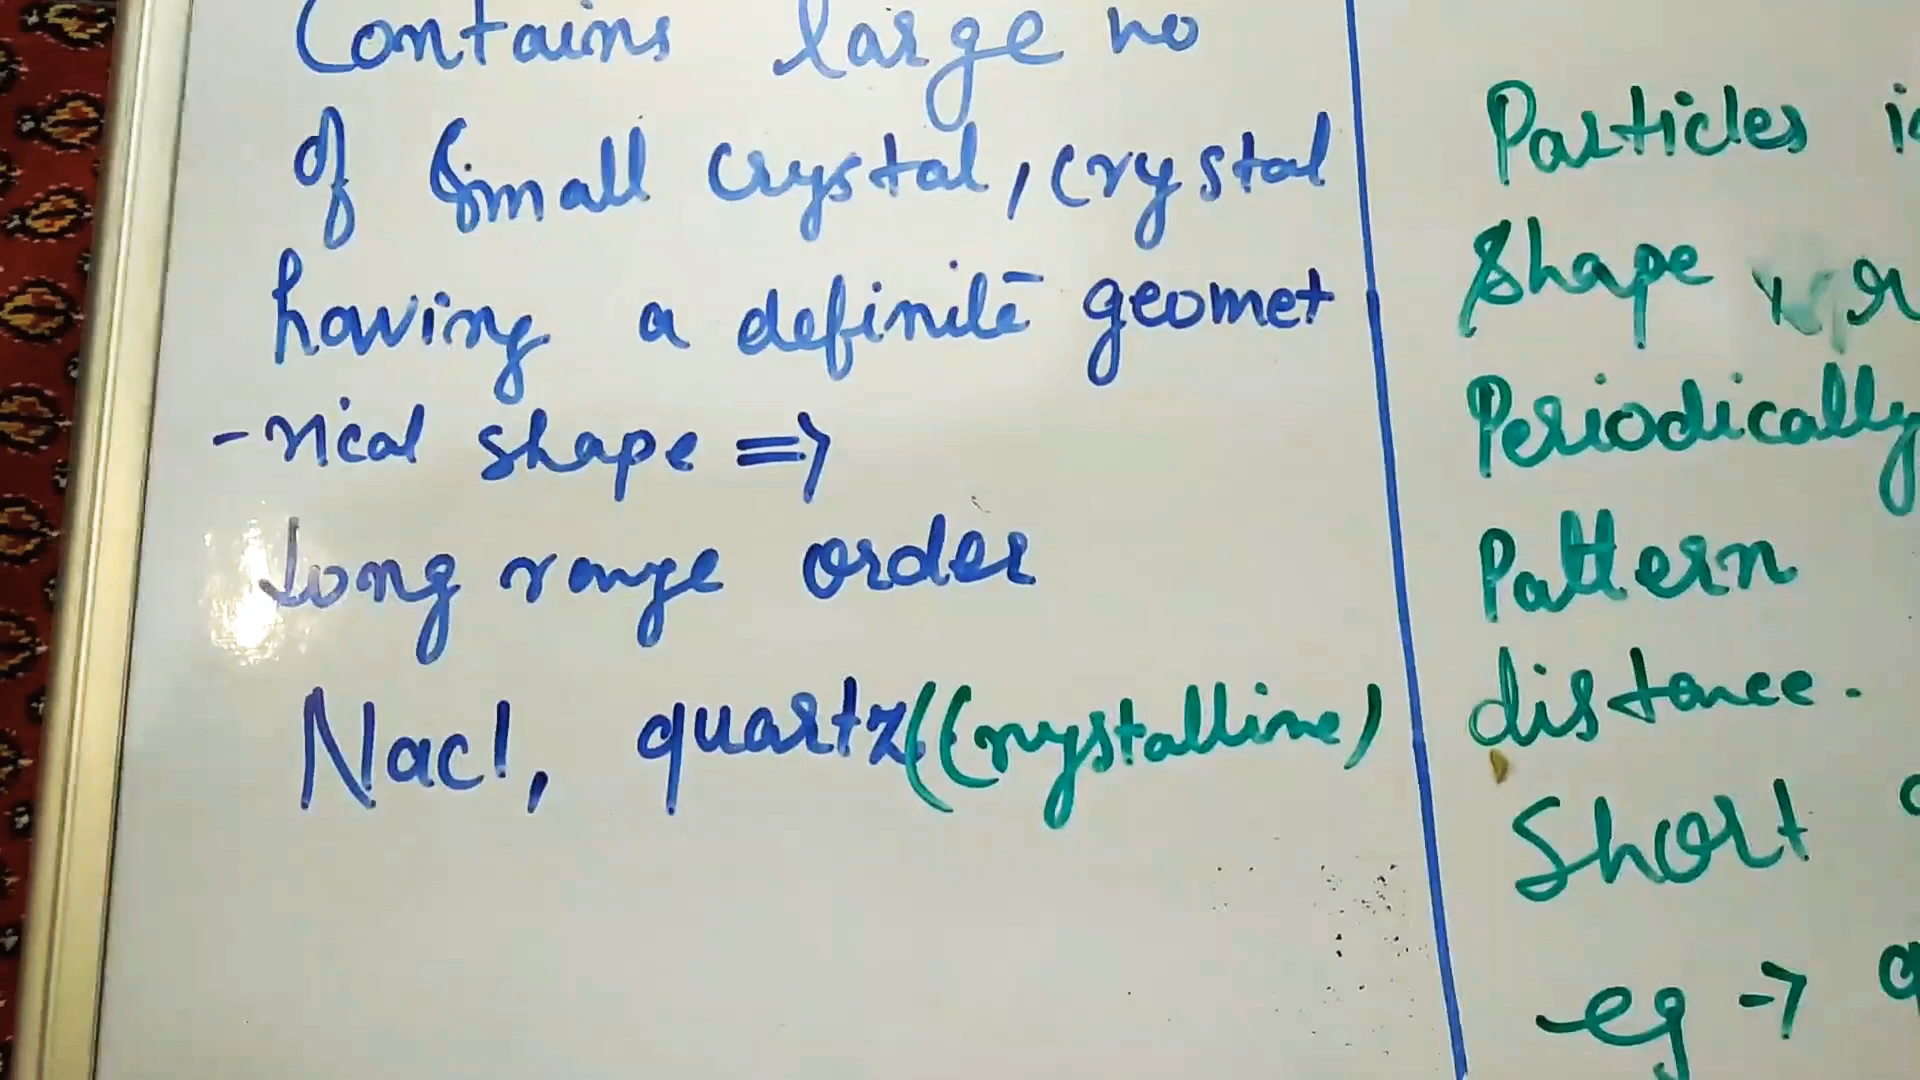 Contains large no
of small crystal, crystal
having a definite geomet
-rical shape =>
long range order
Nacl, quartz (Crystalline)
Particles
Shape
Periodically
Pattern
distance.
Short
eg ->